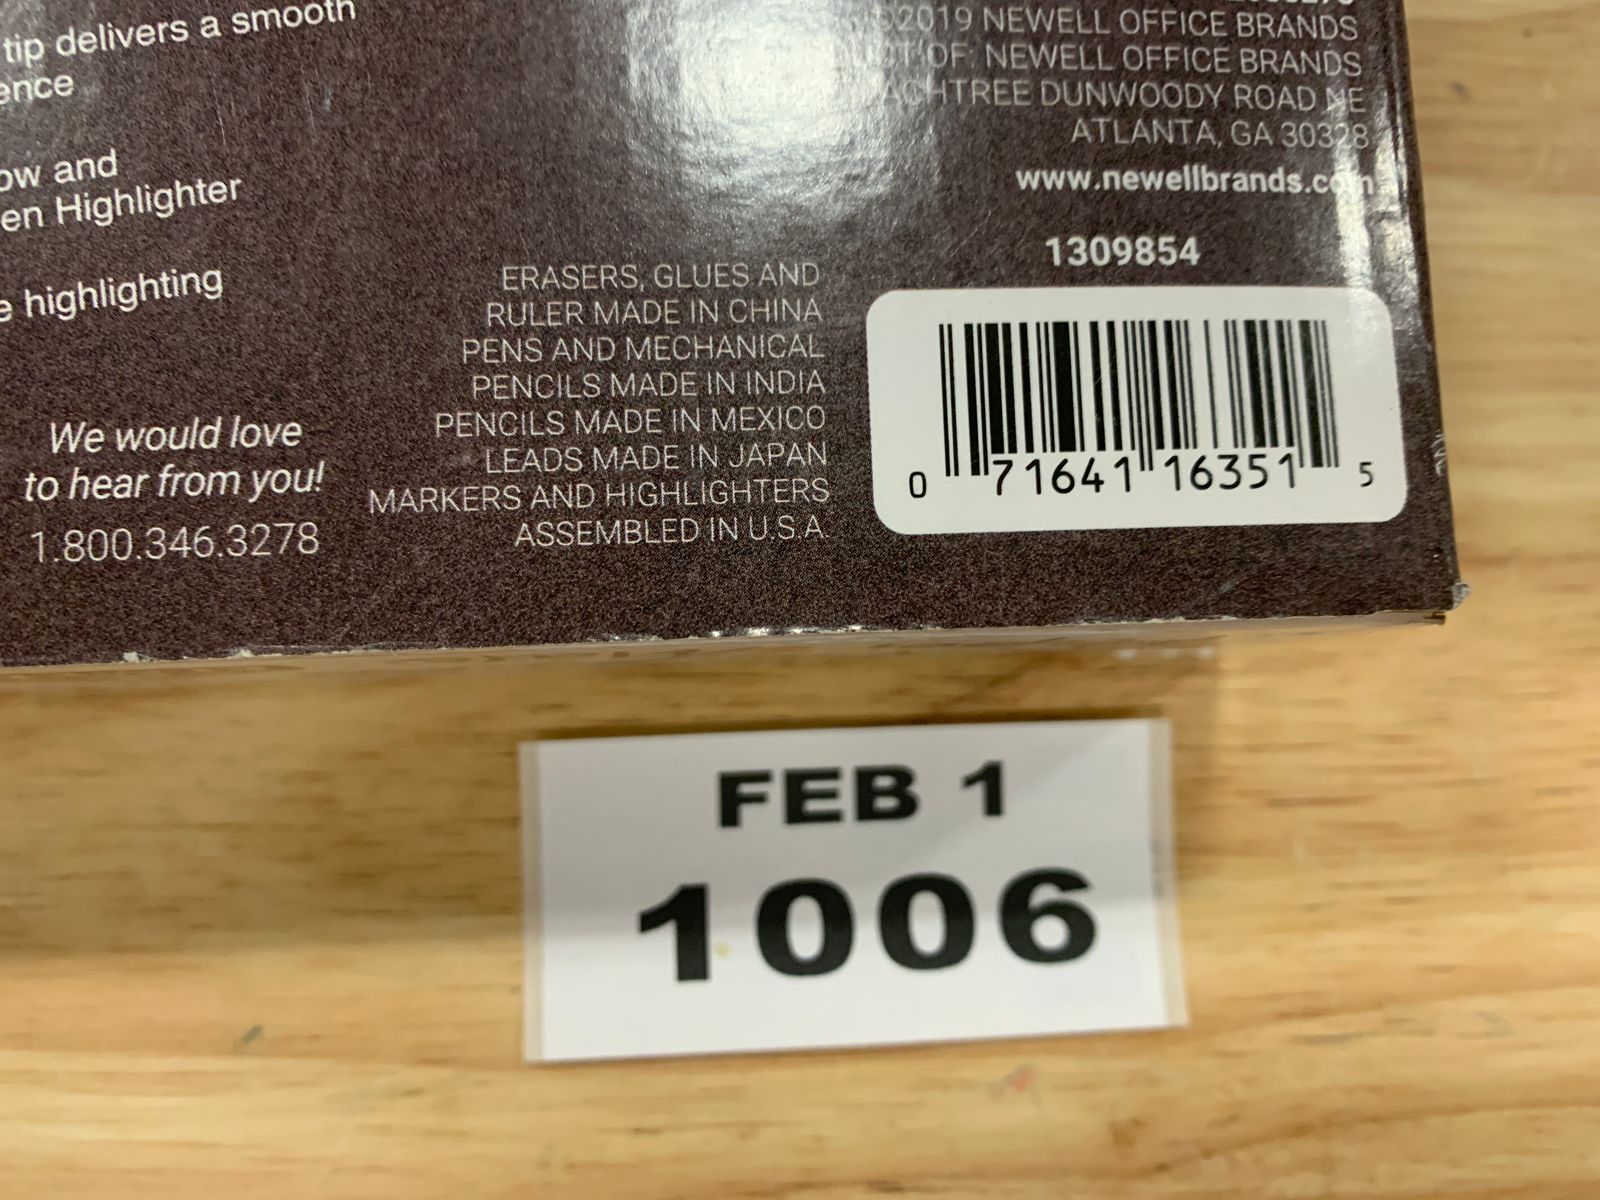 tip delivers a smooth
ence
ow and
en Highlighter
e highlighting
We would love
to hear from you!
1.800.346.3278
ERASERS, GLUES AND
RULER MADE IN CHINA
PENS AND MECHANICAL
PENCILS MADE IN INDIA
PENCILS MADE IN MEXICO
LEADS MADE IN JAPAN
MARKERS AND HIGHLIGHTERS
ASSEMBLED IN U.S.A.
©2019 NEWELL OFFICE BRANDS
OF: NEWELL OFFICE BRANDS
ACHTREE DUNWOODY ROAD NE
ATLANTA, GA 30328
www.newellbrands.com
1309854
0 71641 16351 5
FEB 1
1006